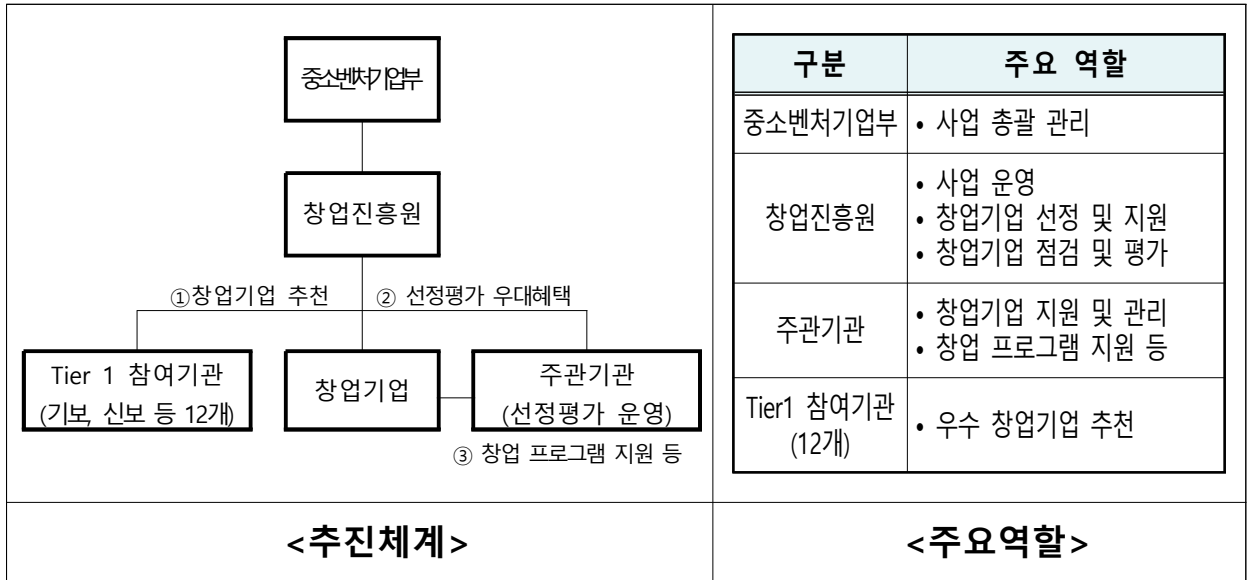 중소벤처기업부
창업진흥원
①창업기업 추천
② 선정평가 우대혜택
Tier 1 참여기관
(기보, 신보 등 12개)
창업기업
주관기관
(선정평가 운영)
③ 창업 프로그램 지원 등
<추진체계>
구분 주요 역할
중소벤처기업부 • 사업 총괄 관리
창업진흥원
• 사업 운영
• 창업기업 선정 및 지원
• 창업기업 점검 및 평가
주관기관
• 창업기업 지원 및 관리
• 창업 프로그램 지원 등
Tier1 참여기관
(12개)
• 우수 창업기업 추천
<주요역할>